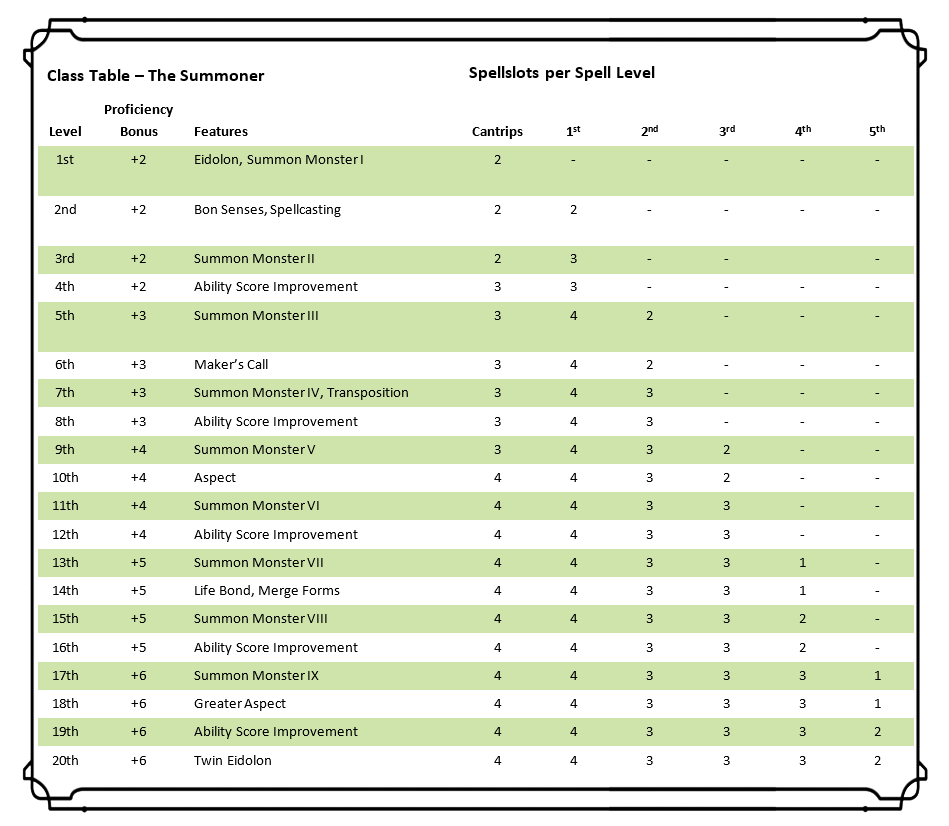 Class Table – The Summoner Spellslots per Spell Level
Proficiency
Level Bonus Features Cantrips 1st 2nd 3rd 4th 5th
1st +2 Eidolon, Summon Monster I 2 - - - - -
2nd +2 Bon Senses, Spellcasting 2 2 - - - -
3rd +2 Summon Monster II 2 3 - - -
4th +2 Ability Score Improvement 3 3 - - - -
5th +3 Summon Monster III 3 4 2 - - -
6th +3 Maker’s Call 3 4 2 - - -
7th +3 Summon Monster IV, Transposition 3 4 3 - - -
8th +3 Ability Score Improvement 3 4 3 - - -
9th +4 Summon Monster V 3 4 3 2 - -
10th +4 Aspect 4 4 3 2 - -
11th +4 Summon Monster VI 4 4 3 3 - -
12th +4 Ability Score Improvement 4 4 3 3 - -
13th +5 Summon Monster VII 4 4 3 3 1 -
14th +5 Life Bond, Merge Forms 4 4 3 3 1 -
15th +5 Summon Monster VIII 4 4 3 3 2 -
16th +5 Ability Score Improvement 4 4 3 3 2 -
17th +6 Summon Monster IX 4 4 3 3 3 1
18th +6 Greater Aspect 4 4 3 3 3 1
19th +6 Ability Score Improvement 4 4 3 3 3 2
20th +6 Twin Eidolon 4 4 3 3 3 2